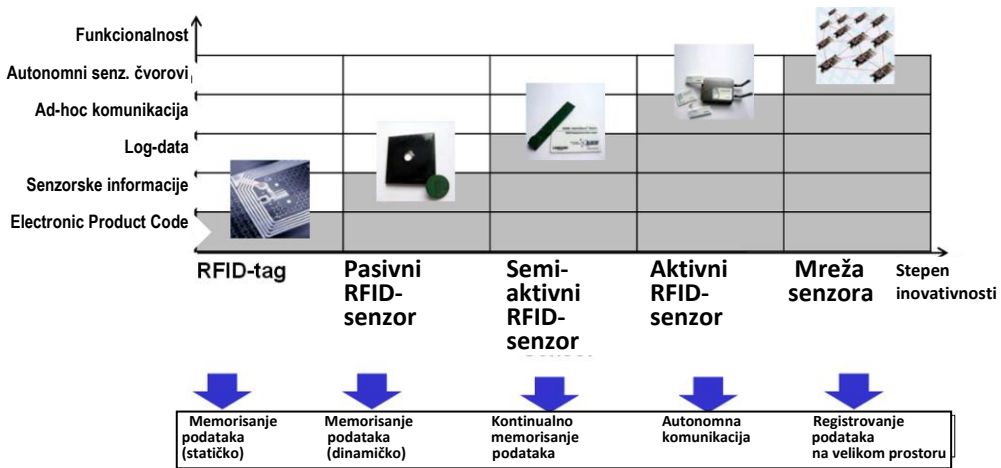 Funkcionalnost
Autonomni senz. čvorovi
Ad-hoc komunikacija
Log-data
Senzorske informacije
Electronic Product Code
RFID-tag
Pasivni
RFID-
senzor
Semi-
aktivni
RFID-
senzor
Aktivni
RFID-
senzor
Mreža
senzora
Stepen
inovativnosti
Memorisanje
podataka
(statičko)
Memorisanje
podataka
(dinamičko)
Kontinualno
memorisanje
podataka
Autonomna
komunikacija
Registrovanje
podataka
na velikom prostoru